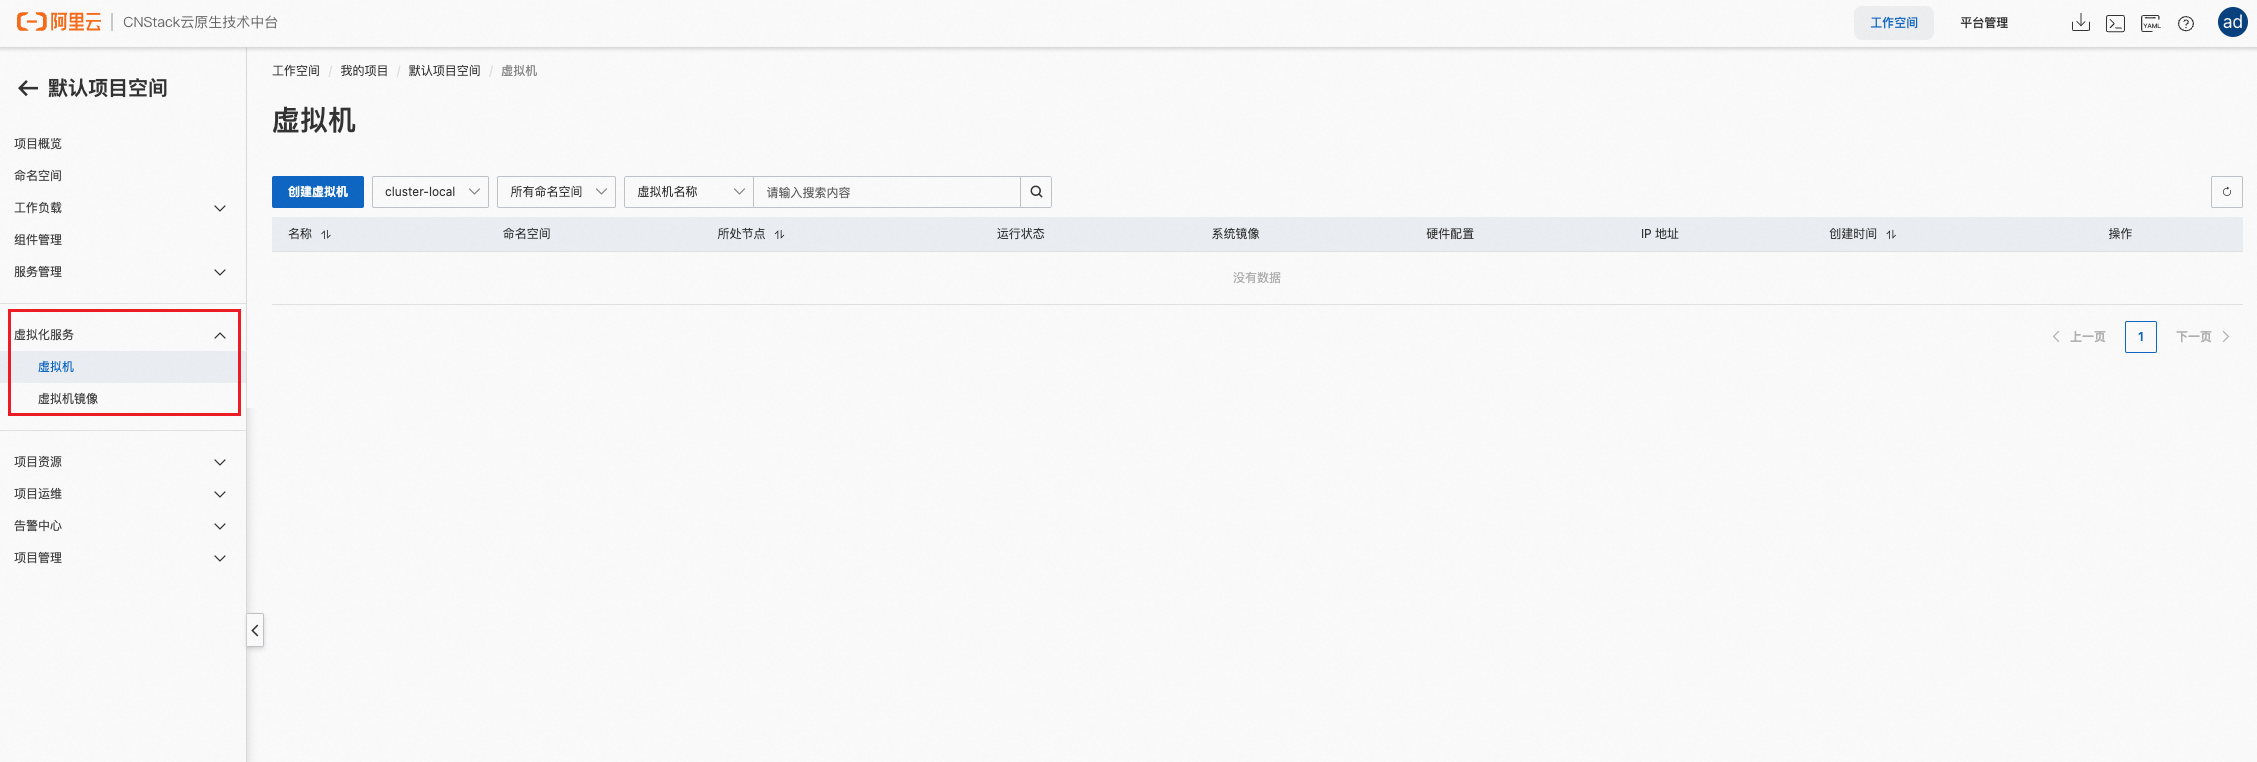 阿里云 CNStack云原生技术中台
工作空间 平台管理 YAML ad
默认项目空间
项目概览
命名空间
工作负载
组件管理
服务管理
虚拟化服务
虚拟机
虚拟机镜像
项目资源
项目运维
告警中心
项目管理
工作空间 / 我的项目 / 默认项目空间 / 虚拟机
虚拟机
创建虚拟机 cluster-local 所有命名空间 虚拟机名称 请输入搜索内容
名称 命名空间 所处节点 运行状态 系统镜像 硬件配置 IP 地址 创建时间 操作
没有数据
上一页 1 下一页